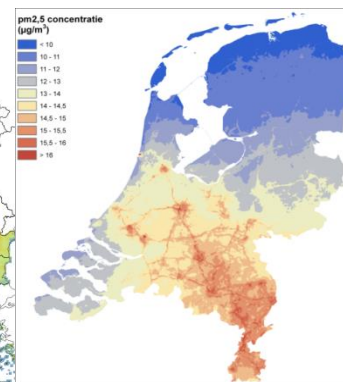 pm2,5 concentratie
(µg/m³)
< 10
10 - 11
11 - 12
12 - 13
13 - 14
14 - 14,5
14,5 - 15
15 - 15,5
15,5 - 16
> 16